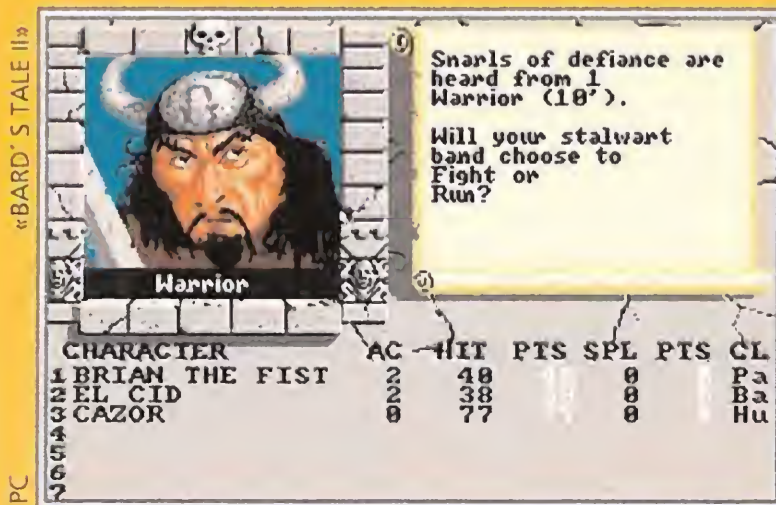 PC
«BARD'S TALE II»
Snarls of defiance are
heard from 1
Warrior (10').
Will your stalwart
band choose to
Fight or
Run?
Warrior
CHARACTER AC HIT PTS SPL PTS CL
1 BRIAN THE FIST 2 40 0 Pa
2 EL CID 2 38 0 Ba
3 CAZOR 0 77 0 Hu
4
5
6
7